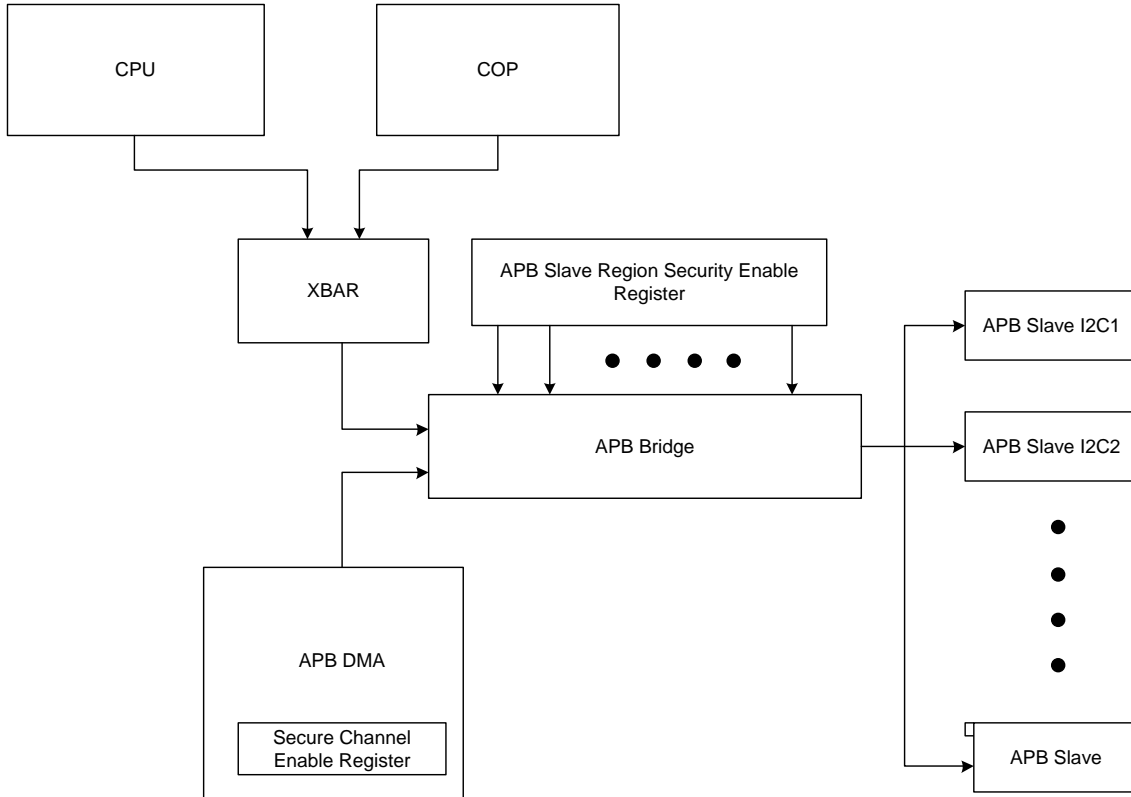 CPU
COP
XBAR
APB Slave Region Security Enable
Register
APB Slave I2C1
APB Bridge
APB Slave I2C2
APB DMA
Secure Channel
Enable Register
APB Slave